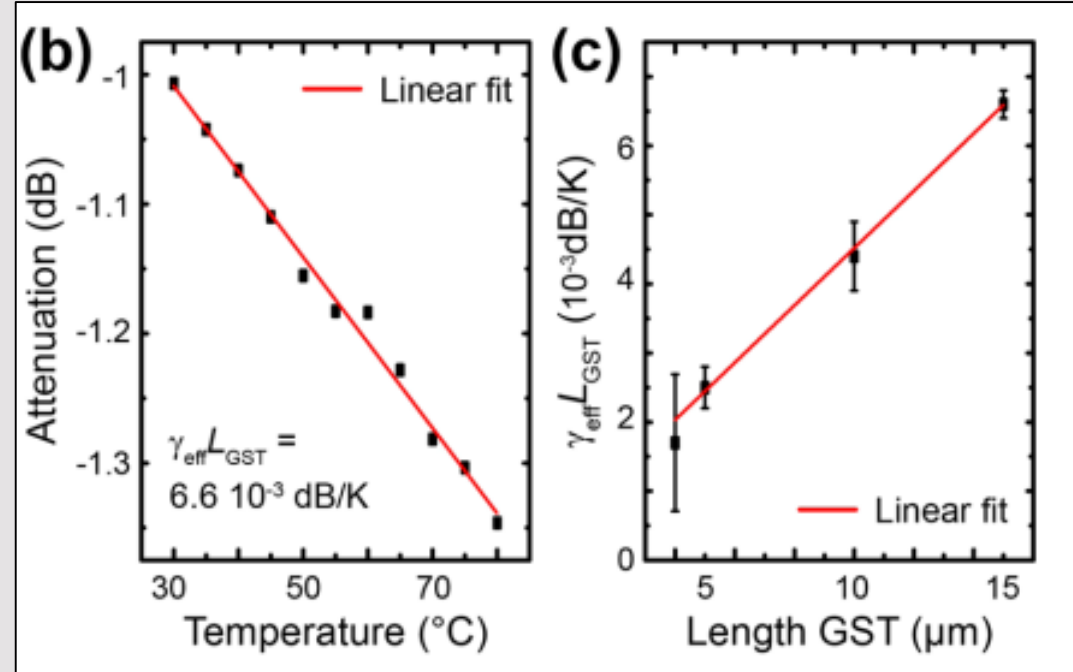 (b)
Linear fit
Attenuation (dB)
-1
-1.1
-1.2
-1.3
γeffLGST =
6.6 10-3 dB/K
30
50
70
Temperature (°C)
(c)
γeffLGST (10-3dB/K)
6
4
2
0
Linear fit
5
10
15
Length GST (μm)